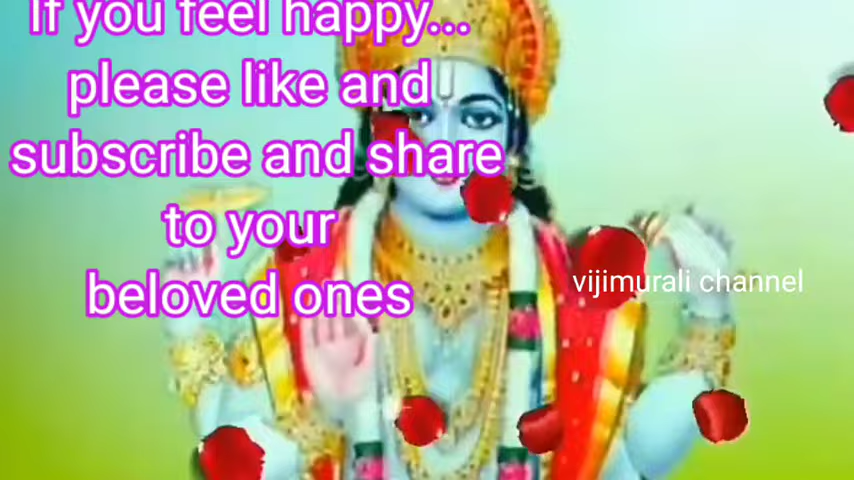 If you feel happy...
please like and
subscribe and share
to your
beloved ones
vijimurali channel